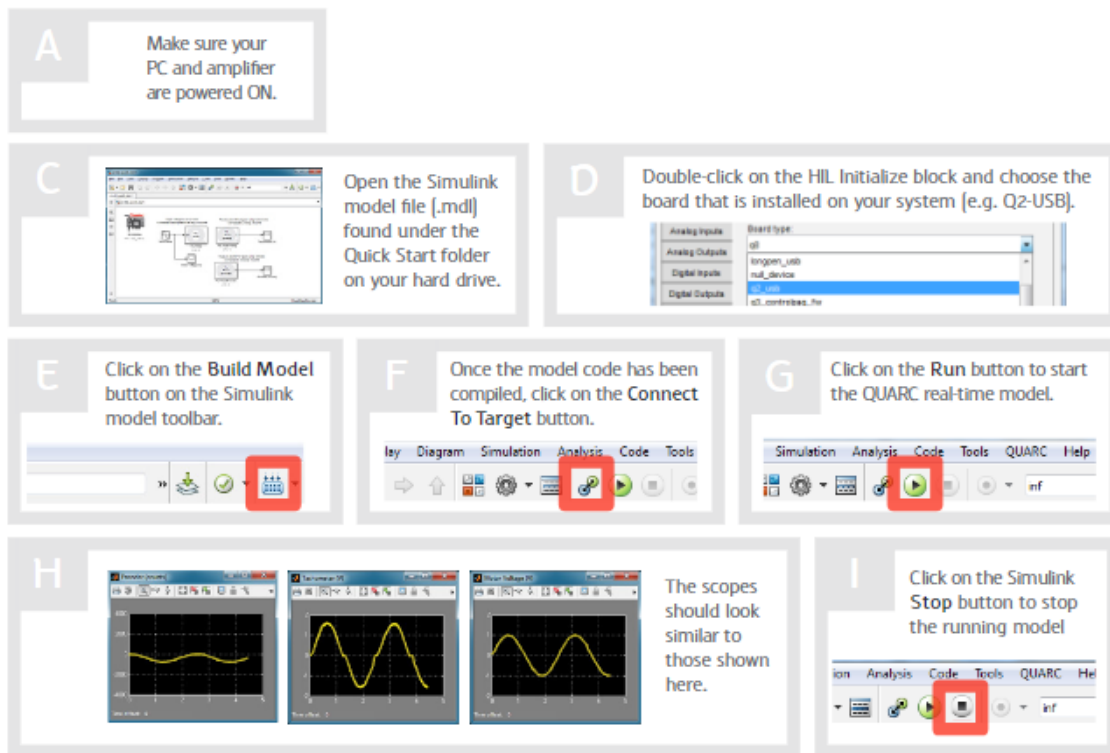 A
Make sure your
PC and amplifier
are powered ON.
C
Open the Simulink
model file (.mdl)
found under the
Quick Start folder
on your hard drive.
D
Double-click on the HIL Initialize block and choose the
board that is installed on your system (e.g. Q2-USB).
Analog Inputs
Analog Outputs
Digital Inputs
Digital Outputs
Board type:
q8
longpen_usb
null_device
q2_usb
E
Click on the Build Model
button on the Simulink
model toolbar.
»
F
Once the model code has been
compiled, click on the Connect
To Target button.
lay Diagram Simulation Analysis Code Tools
G
Click on the Run button to start
the QUARC real-time model.
Simulation Analysis Code Tools QUARC Help
inf
H
Tachometer (V)
Motor Voltage (V)
The scopes
should look
similar to
those shown
here.
I
Click on the Simulink
Stop button to stop
the running model
ion Analysis Code Tools QUARC Hel
inf